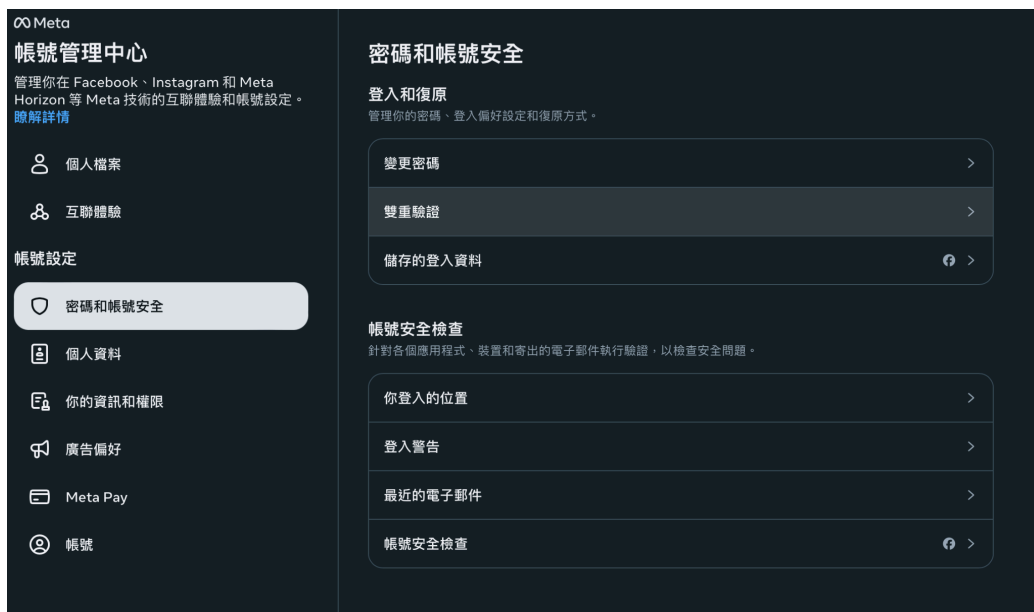 Meta
帳號管理中心
管理你在 Facebook、Instagram 和 Meta
Horizon 等 Meta 技術的互聯體驗和帳號設定。
瞭解詳情
個人檔案
互聯體驗
帳號設定
密碼和帳號安全
個人資料
你的資訊和權限
廣告偏好
Meta Pay
帳號
密碼和帳號安全
登入和復原
管理你的密碼、登入偏好設定和復原方式。
變更密碼
雙重驗證
儲存的登入資料
帳號安全檢查
針對各個應用程式、裝置和寄出的電子郵件執行驗證，以檢查安全問題。
你登入的位置
登入警告
最近的電子郵件
帳號安全檢查